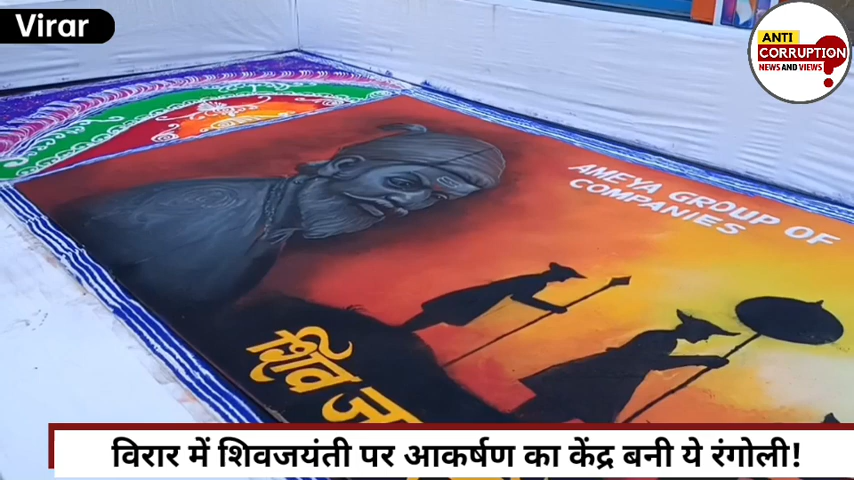 Virar
ANTI
CORRUPTION
NEWS AND VIEWS
AMEYA GROUP OF
COMPANIES
शिव ज
विरार में शिवजयंती पर आकर्षण का केंद्र बनी ये रंगोली!